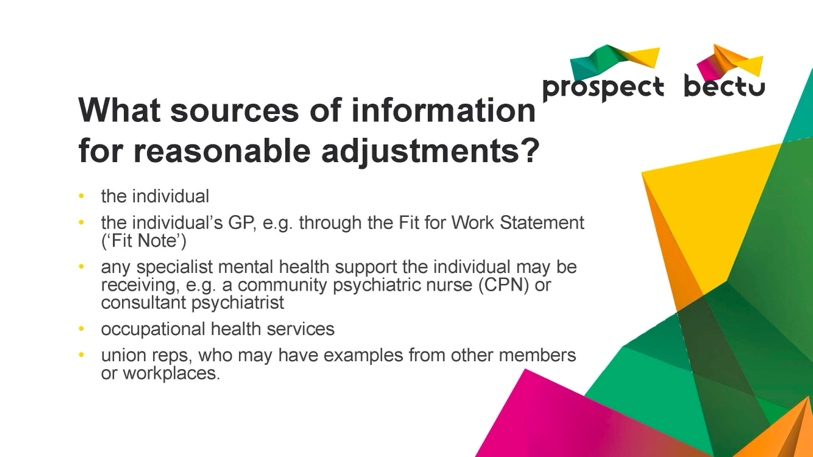 prospect bectu
What sources of information
for reasonable adjustments?
• the individual
• the individual’s GP, e.g. through the Fit for Work Statement
(‘Fit Note’)
• any specialist mental health support the individual may be
receiving, e.g. a community psychiatric nurse (CPN) or
consultant psychiatrist
• occupational health services
• union reps, who may have examples from other members
or workplaces.